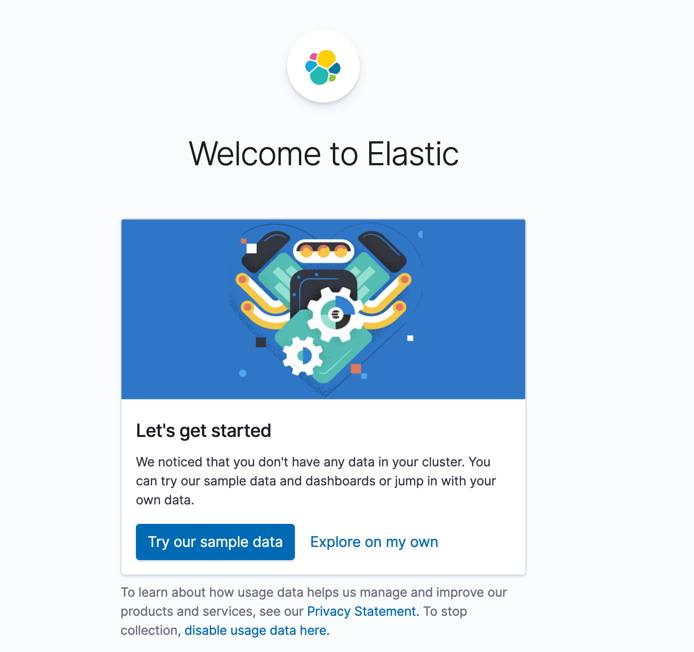 Welcome to Elastic
Let's get started
We noticed that you don't have any data in your cluster. You
can try our sample data and dashboards or jump in with your
own data.
Try our sample data
Explore on my own
To learn about how usage data helps us manage and improve our
products and services, see our Privacy Statement. To stop
collection, disable usage data here.